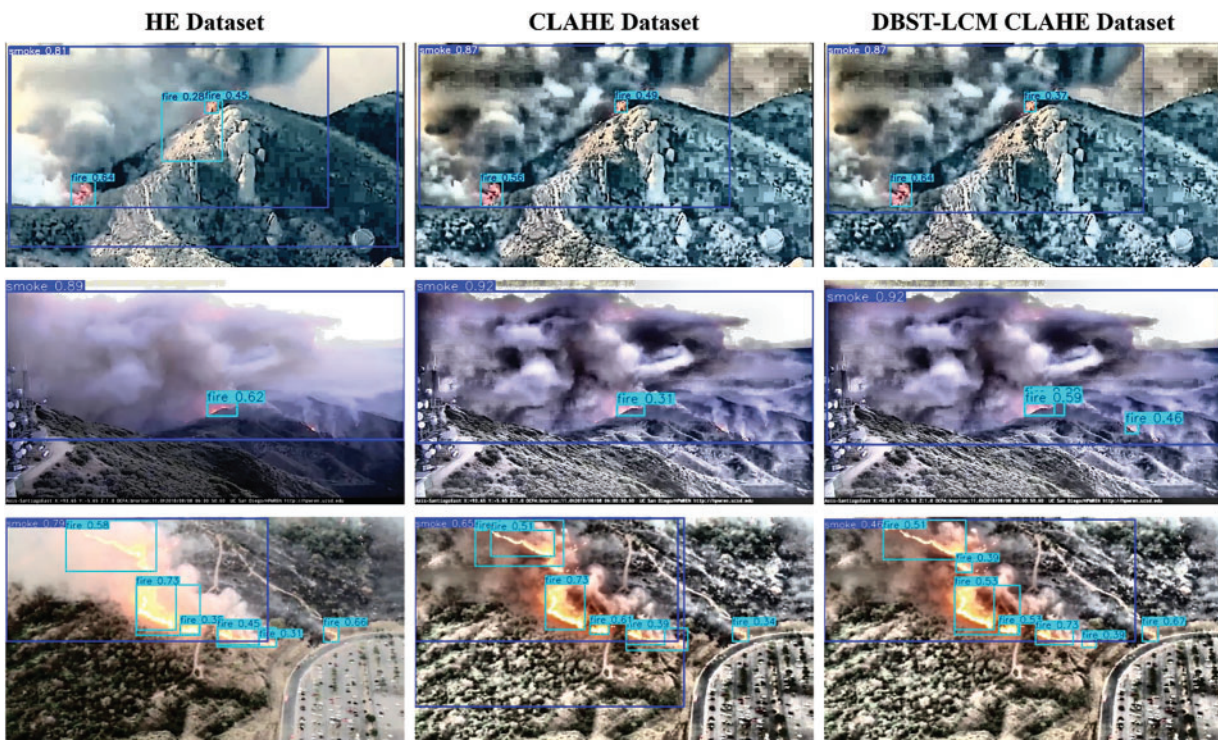 HE Dataset
CLAHE Dataset
DBST-LCM CLAHE Dataset
smoke 0.81
fire 0.28
fire 0.45
fire 0.64
smoke 0.87
fire 0.49
fire 0.56
smoke 0.87
fire 0.37
fire 0.64
smoke 0.89
fire 0.62
smoke 0.92
fire 0.31
smoke 0.92
fire 0.59
fire 0.46
smoke 0.79
fire 0.58
fire 0.73
fire 0.45
fire 0.31
fire 0.66
smoke 0.65
fire
fire 0.51
fire 0.73
fire 0.61
fire 0.39
fire 0.34
smoke 0.46
fire 0.51
fire 0.39
fire 0.53
fire 0.73
fire 0.67